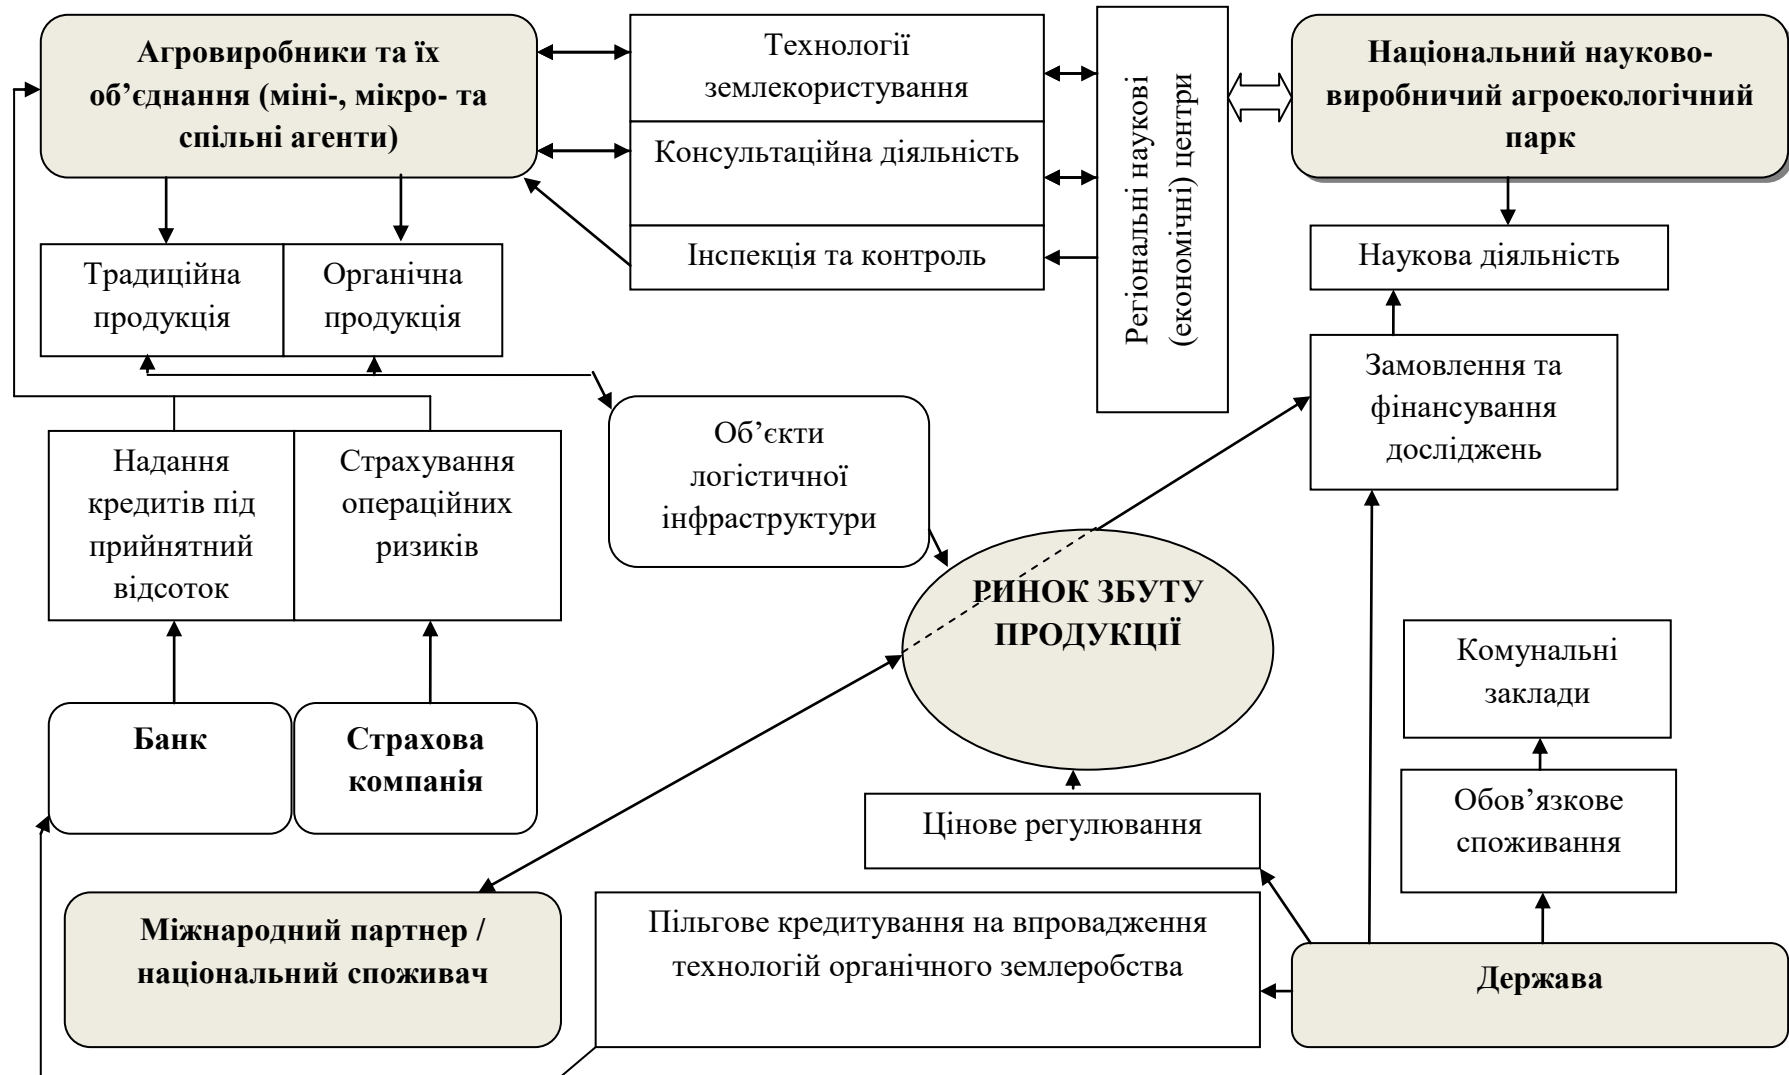 Агровиробники та їх
об’єднання (міні-, мікро- та
спільні агенти)
Технології
землекористування
Консультаційна діяльність
Інспекція та контроль
Регіональні наукові
(економічні) центри
Національний науково-
виробничий агроекологічний
парк
Традиційна
продукція
Органічна
продукція
Наукова діяльність
Замовлення та
фінансування
досліджень
Надання
кредитів під
прийнятний
відсоток
Страхування
операційних
ризиків
Об’єкти
логістичної
інфраструктури
РИНОК ЗБУТУ
ПРОДУКЦІЇ
Комунальні
заклади
Банк
Страхова
компанія
Цінове регулювання
Обов’язкове
споживання
Міжнародний партнер /
національний споживач
Пільгове кредитування на впровадження
технологій органічного землеробства
Держава